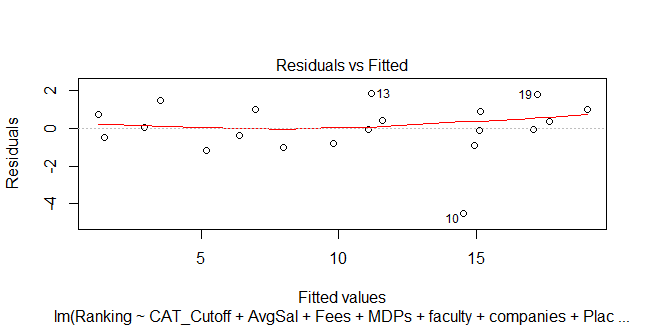 Residuals vs Fitted
Residuals
2
0
-2
-4
13
19
10
5
10
15
Fitted values
lm(Ranking ~ CAT_Cutoff + AvgSal + Fees + MDPs + faculty + companies + Plac ...